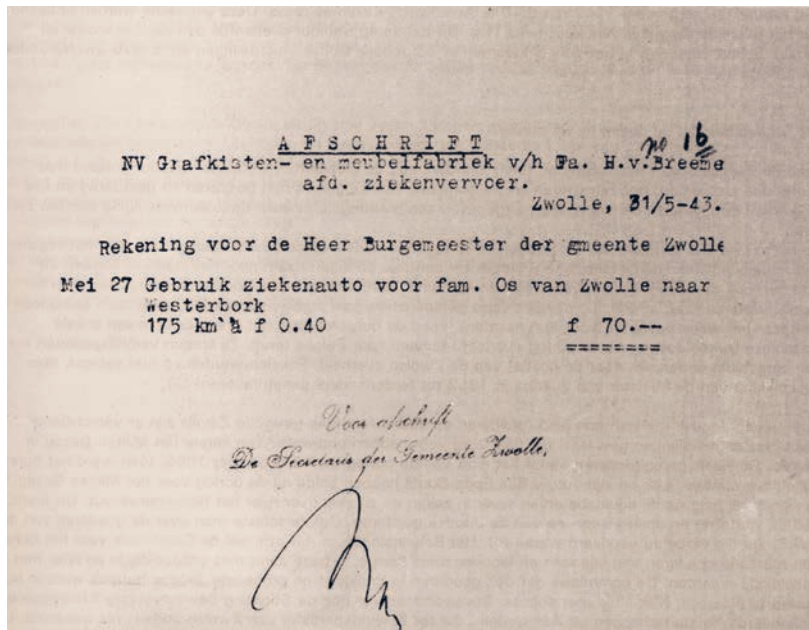 no 16
AFSCHRIFT
NV Grafkisten- en meubelfabriek v/h Fa. H.v.Breeme
afd. ziekenvervoer.
Zwolle, 31/5-43.
Rekening voor de Heer Burgemeester der gmeente Zwolle
Mei 27 Gebruik ziekenauto voor fam. Os van Zwolle naar
Westerbork
175 km à f 0.40 f 70.--
========
Voor afschrift
De Secretaris der Gemeente Zwolle,